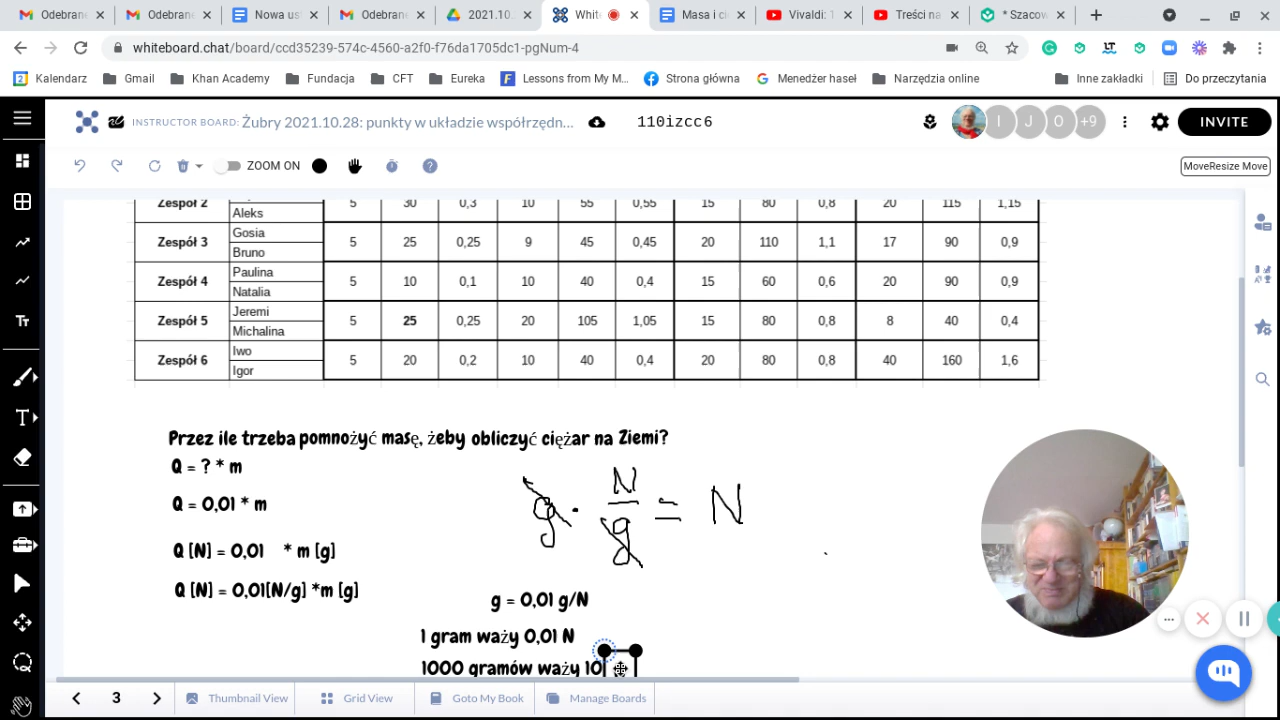 Odebrane
Odebrane
Nowa us
Odebrane
2021.10.
White
Masa i c
Vivaldi: T
Treści na
* Szacow
whiteboard.chat/board/ccd35239-574c-4560-a2f0-f76da1705dc1-pgNum-4
Kalendarz
Gmail
Khan Academy
Fundacja
CFT
Eureka
Lessons from My M...
Strona główna
Menedżer haseł
Narzędzia online
Inne zakładki
Do przeczytania
INSTRUCTOR BOARD: Żubry 2021.10.28: punkty w układzie współrzędn...
110izcc6
I
J
O
+9
INVITE
ZOOM ON
MoveResize Move
Zespół 2 5 30 0,3 10 55 0,55 15 80 0,8 20 115 1,15
Aleks
Gosia
Zespół 3 5 25 0,25 9 45 0,45 20 110 1,1 17 90 0,9
Bruno
Paulina
Zespół 4 5 10 0,1 10 40 0,4 15 60 0,6 20 90 0,9
Natalia
Jeremi
Zespół 5 5 25 0,25 20 105 1,05 15 80 0,8 8 40 0,4
Michalina
Iwo
Zespół 6 5 20 0,2 10 40 0,4 20 80 0,8 40 160 1,6
Igor
Przez ile trzeba pomnożyć masę, żeby obliczyć ciężar na Ziemi?
Q = ? * m
Q = 0,01 * m
Q [N] = 0,01 * m [g]
Q [N] = 0,01[N/g] *m [g]
g · N/g = N
g = 0,01 g/N
1 gram waży 0,01 N
1000 gramów waży 10
3
Thumbnail View
Grid View
Goto My Book
Manage Boards